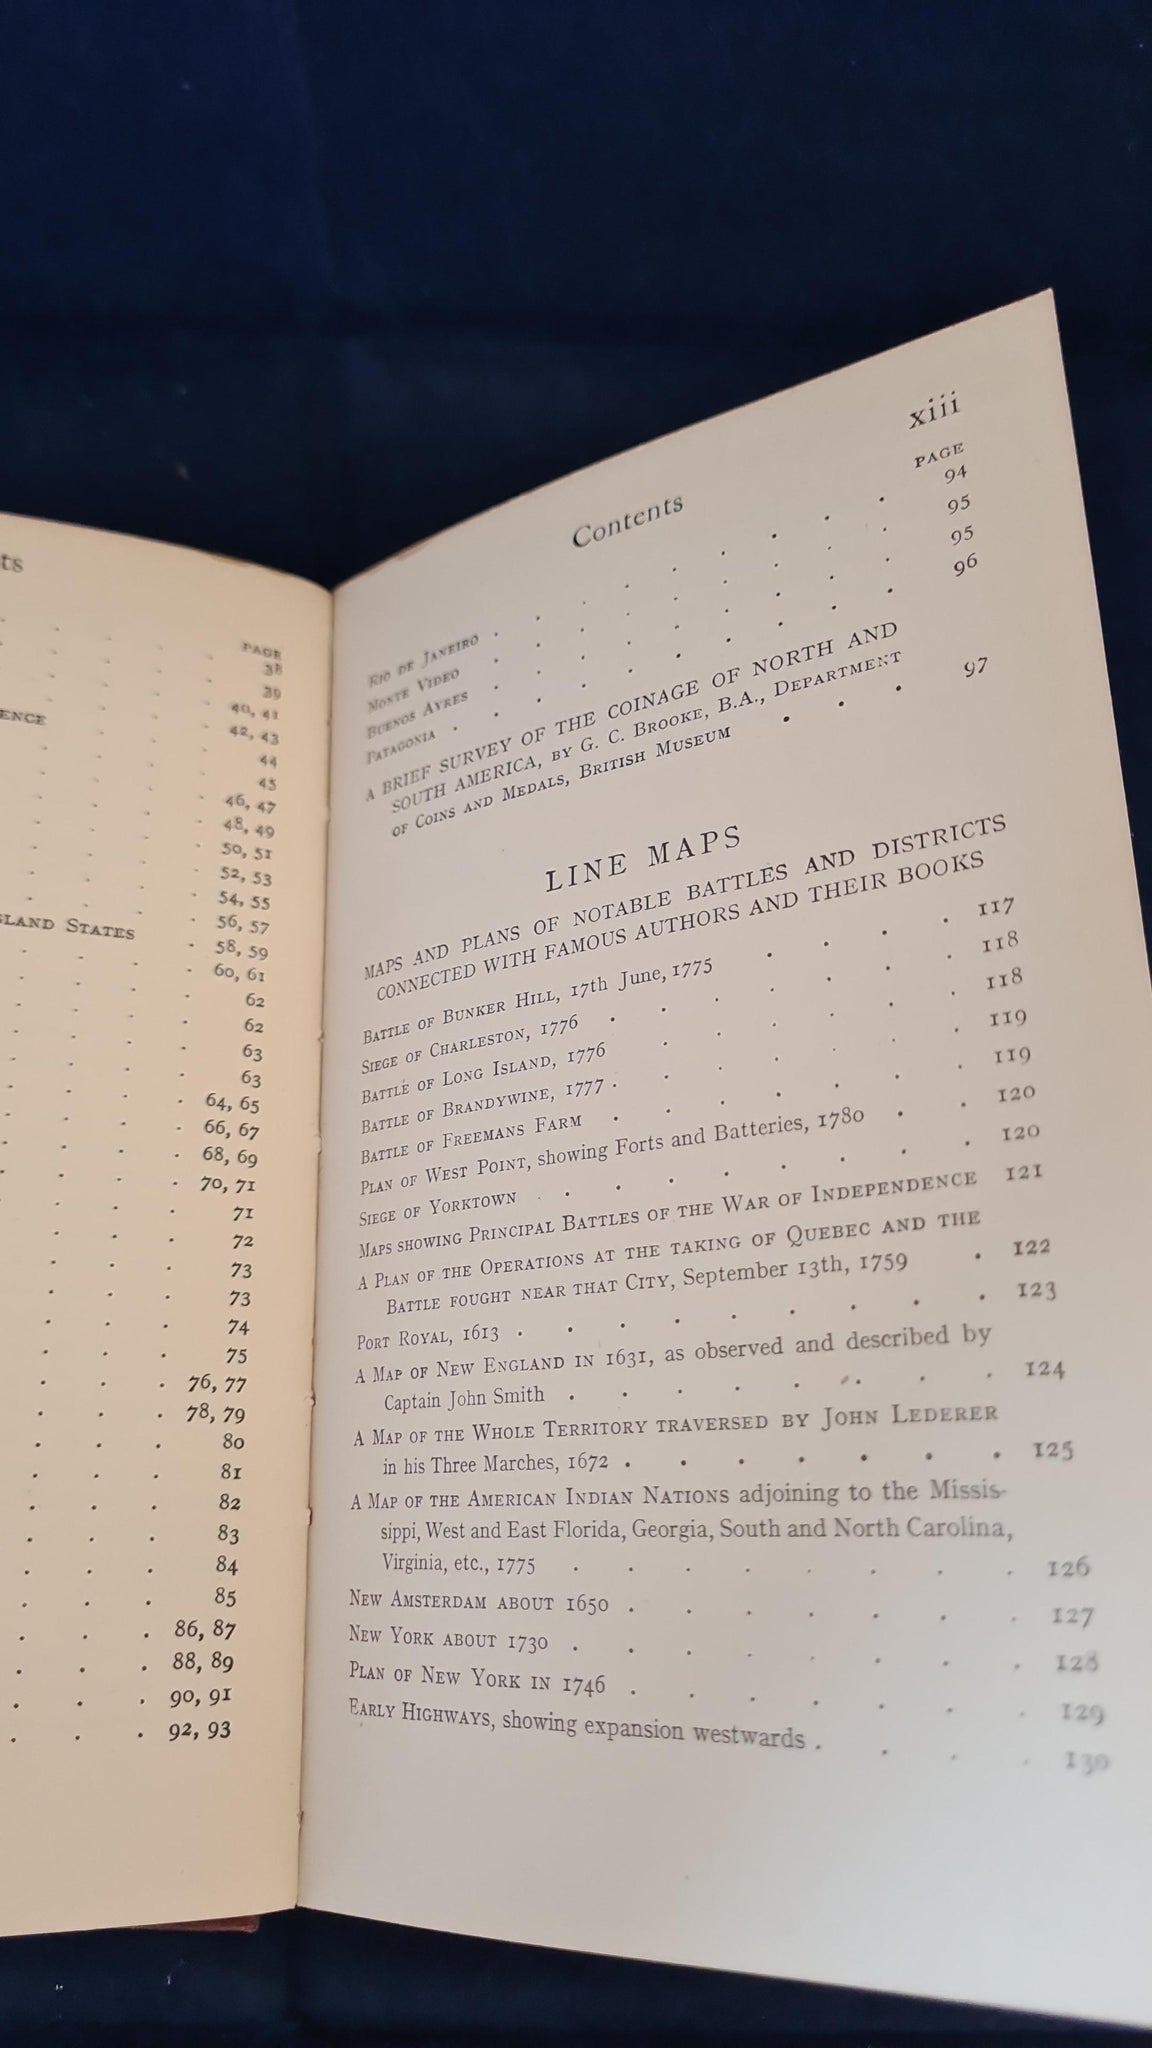 ts
PAGE
38
39
40, 41
ENCE
42, 43
44
45
46, 47
48, 49
50, 51
52, 53
54, 55
56, 57
SLAND STATES
58, 59
60, 61
62
62
63
63
64, 65
66, 67
68, 69
70, 71
71
72
73
73
74
75
76, 77
78, 79
80
81
82
83
84
85
86, 87
88, 89
90, 91
92, 93
Contents xiii
PAGE
RIO DE JANEIRO . . . . . . . . 94
MONTE VIDEO . . . . . . . . 95
BUENOS AYRES . . . . . . . . 95
PATAGONIA . . . . . . . . . 96
A BRIEF SURVEY OF THE COINAGE OF NORTH AND
SOUTH AMERICA, BY G. C. BROOKE, B.A., DEPARTMENT
OF COINS AND MEDALS, BRITISH MUSEUM . . . 97
LINE MAPS
MAPS AND PLANS OF NOTABLE BATTLES AND DISTRICTS
CONNECTED WITH FAMOUS AUTHORS AND THEIR BOOKS
BATTLE OF BUNKER HILL, 17th June, 1775 . . . . 117
SIEGE OF CHARLESTON, 1776 . . . . . . 118
BATTLE OF LONG ISLAND, 1776 . . . . . . 118
BATTLE OF BRANDYWINE, 1777 . . . . . . 119
BATTLE OF FREEMANS FARM . . . . . . 119
PLAN OF WEST POINT, showing Forts and Batteries, 1780 . . 120
SIEGE OF YORKTOWN . . . . . . . . 120
MAPS SHOWING PRINCIPAL BATTLES OF THE WAR OF INDEPENDENCE 121
A PLAN OF THE OPERATIONS AT THE TAKING OF QUEBEC AND THE
BATTLE FOUGHT NEAR THAT CITY, September 13th, 1759 . 122
PORT ROYAL, 1613 . . . . . . . . . 123
A MAP OF NEW ENGLAND IN 1631, as observed and described by
Captain John Smith . . . . . . . . 124
A MAP OF THE WHOLE TERRITORY TRAVERSED BY JOHN LEDERER
in his Three Marches, 1672 . . . . . . . 125
A MAP OF THE AMERICAN INDIAN NATIONS adjoining to the Missis-
sippi, West and East Florida, Georgia, South and North Carolina,
Virginia, etc., 1775 . . . . . . . . 126
NEW AMSTERDAM ABOUT 1650 . . . . . . . 127
NEW YORK ABOUT 1730 . . . . . . . . 128
PLAN OF NEW YORK IN 1746 . . . . . . . 129
EARLY HIGHWAYS, showing expansion westwards . . . . 130